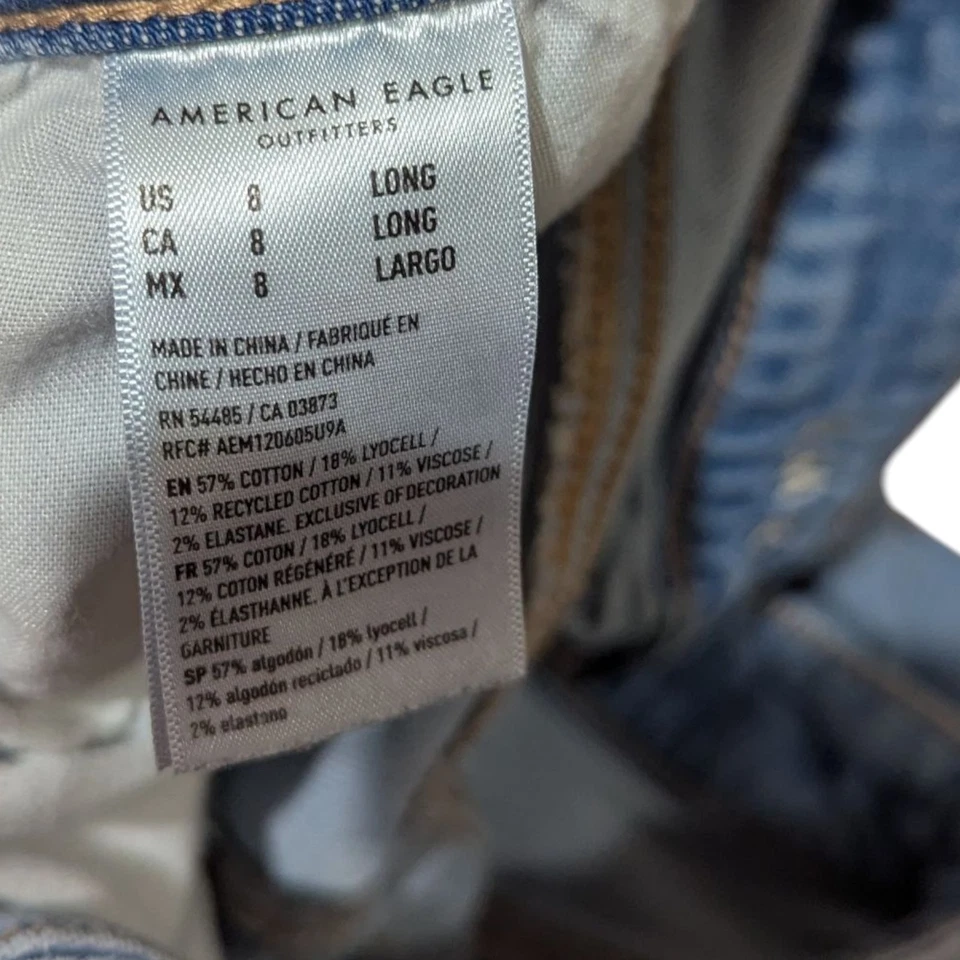 AMERICAN EAGLE
OUTFITTERS
US 8 LONG
CA 8 LONG
MX 8 LARGO
MADE IN CHINA / FABRIQUÉ EN
CHINE / HECHO EN CHINA
RN 54485 / CA 03873
RFC# AEM120605U9A
EN 57% COTTON / 18% LYOCELL /
12% RECYCLED COTTON / 11% VISCOSE /
2% ELASTANE. EXCLUSIVE OF DECORATION
FR 57% COTON / 18% LYOCELL /
12% COTON RÉGÉNÉRÉ / 11% VISCOSE /
2% ÉLASTHANNE. À L'EXCEPTION DE LA
GARNITURE
SP 57% algodón / 18% lyocell /
12% algodón reciclado / 11% viscosa /
2% elastano